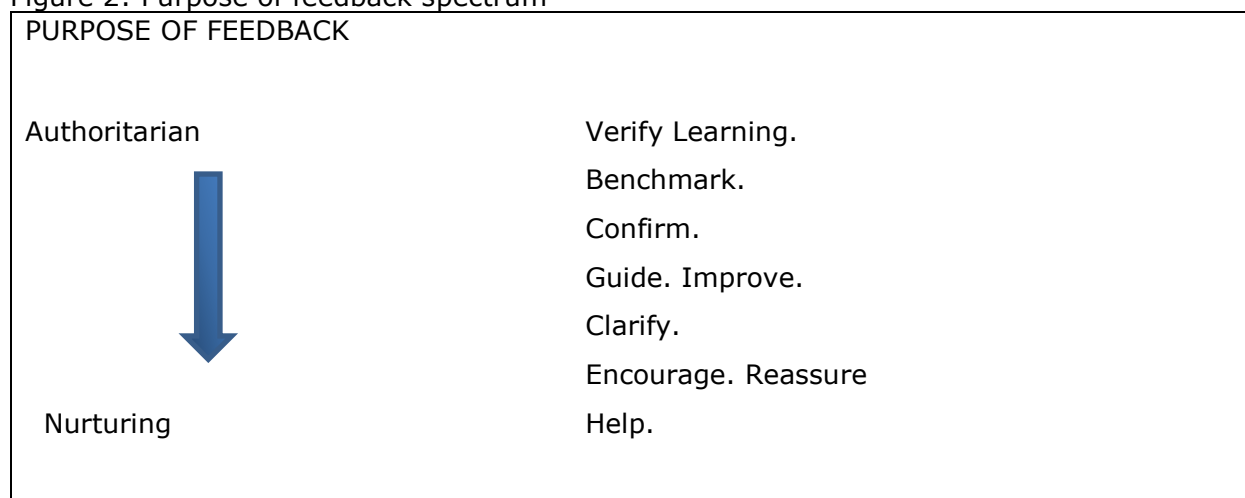 Figure 2: Purpose of feedback spectrum
PURPOSE OF FEEDBACK
Authoritarian Verify Learning.
Benchmark.
Confirm.
Guide. Improve.
Clarify.
Encourage. Reassure
Nurturing Help.